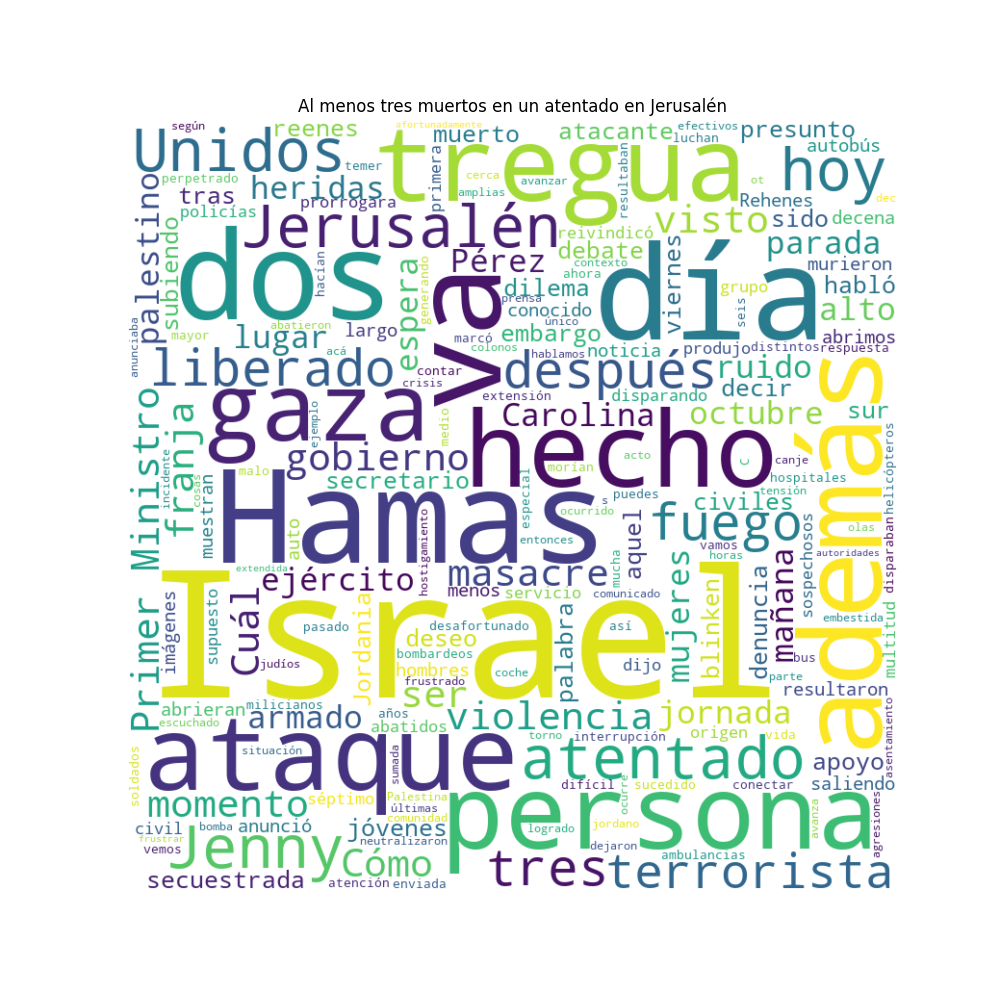 Al menos tres muertos en un atentado en Jerusalén
según
reenes
muerto
afortunadamente
atacante
efectivos
luchan
presunto
autobús
Unidos
temer
tregua
hoy
perpetrado
heridas
primera
cerca
amplias
avanzar
resultaban
ot
Rehenes
dec
tras
prorrogara
policías
Jerusalén
reivindicó
visto
sido
decena
palestino
subiendo
dos
hacían
Pérez
debate
contexto
día
parada
murieron
espera
generando
va
ahora
dilema
viernes
grupo
habló
prensa
conocido
seis
alto
mayor
abatieron
largo
único
embargo
abrimos
anunciaba
lugar
acá
marcó
colonos
hablamos
noticia
produjo
distintos
respuesta
liberado
contar
crisis
después
ruido
extensión
disparando
decir
gaza
Carolina
octubre
sur
Ministro
franja
ejemplo
medio
hecho
además
helicópteros
gobierno
acto
C
canje
malo
morían
incidente
cosas
secretario
hospitales
tensión
muestran
Hamas
especial
s
puedes
civiles
ocurrido
fuego
olas
auto
aquel
sospechosos
entonces
vamos
autoridades
hostigamiento
mucha
horas
disparaban
extendida
ejército
masacre
menos
servicio
comunicado
mujeres
blinken
denuncia
mañana
embestida
multitud
Primer
imágenes
supuesto
Cuál
Israel
Jordania
pasado
desafortunado
así
deseo
palabra
bombardeos
hombres
judíos
coche
dijo
bus
parte
frustrado
resultaron
abrieran
milicianos
ser
escuchado
armado
años
abatidos
violencia
jornada
asentamiento
torno
interrupción
origen
vida
situación
ataque
sumada
atentado
apoyo
soldados
difícil
ocurre
sucedido
conectar
saliendo
momento
séptimo
Palestina
últimas
persona
comunidad
avanza
agresiones
civil
bomba
anunció
jóvenes
logrado
jordano
frustrar
neutralizaron
vemos
Jenny
Cómo
dejaron
ambulancias
secuestrada
atención
enviada
tres
terrorista